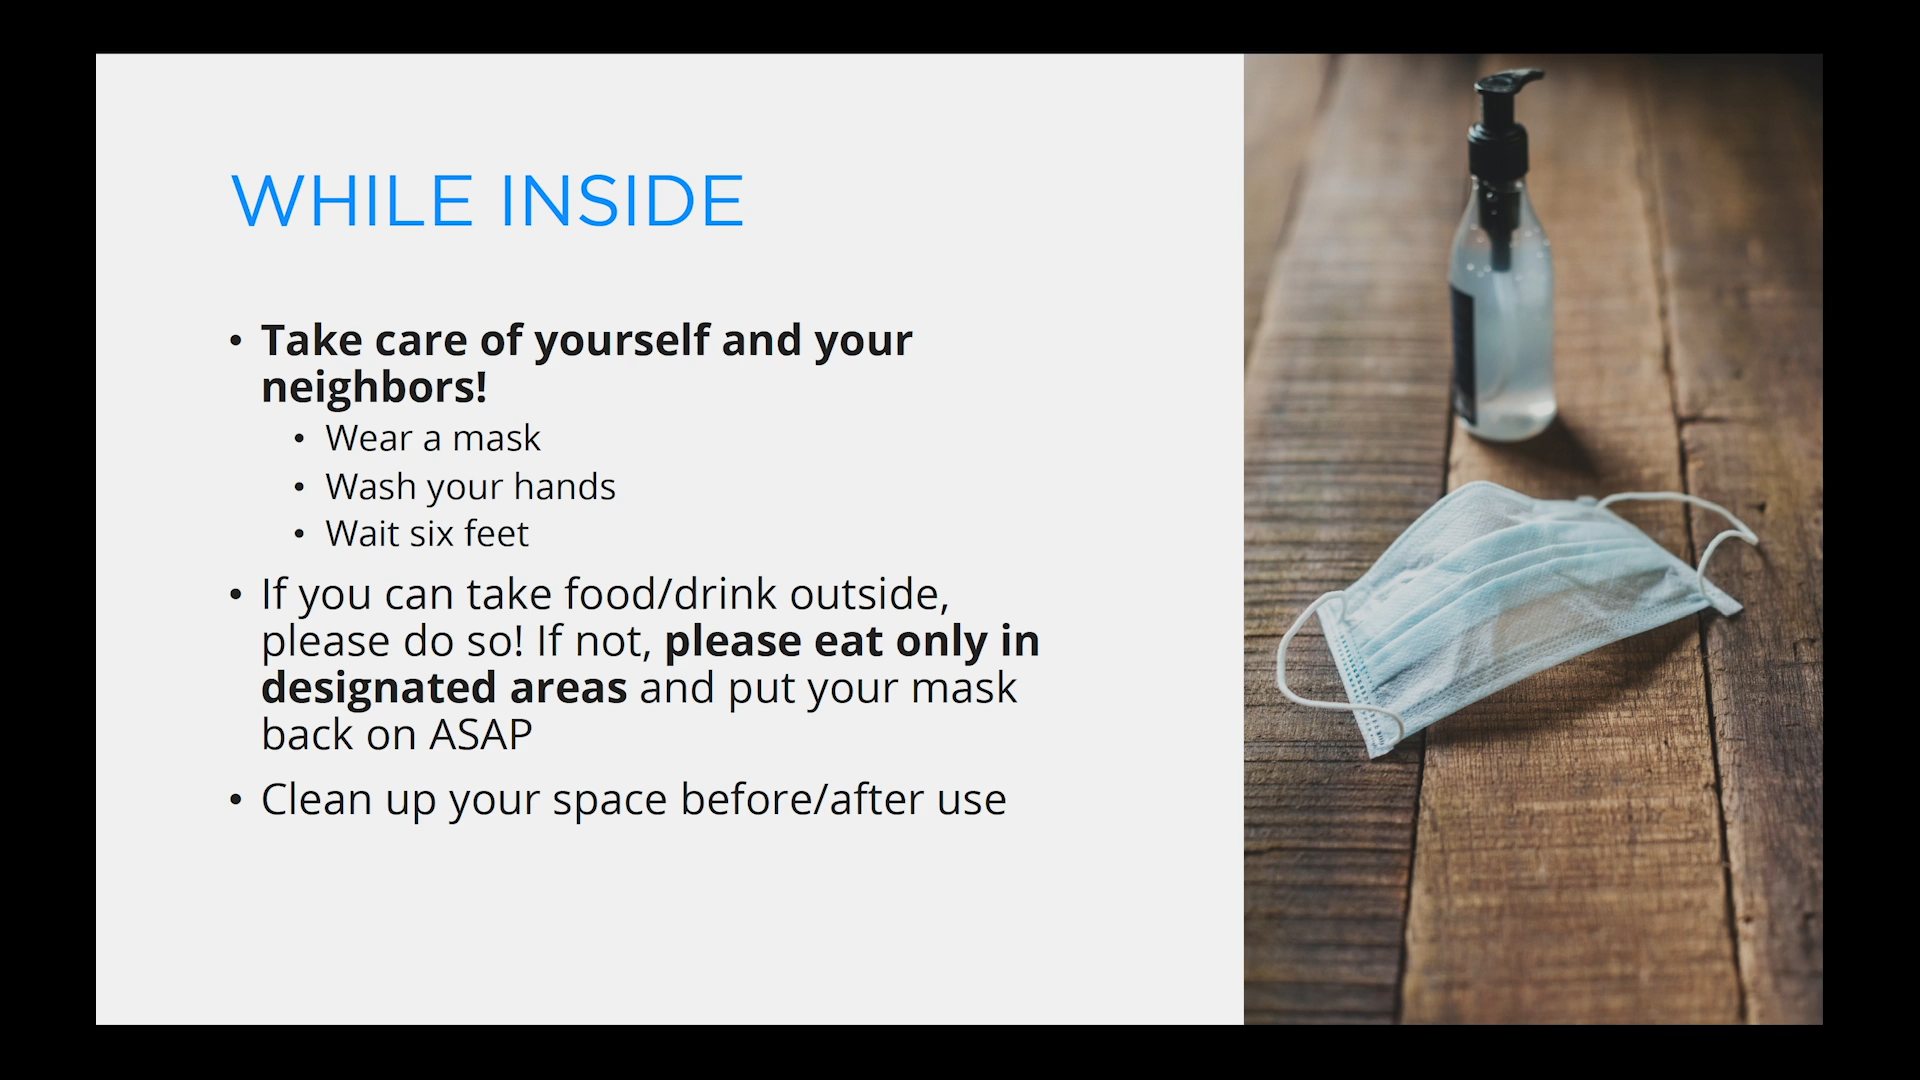 WHILE INSIDE
• Take care of yourself and your
neighbors!
• Wear a mask
• Wash your hands
• Wait six feet
• If you can take food/drink outside,
please do so! If not, please eat only in
designated areas and put your mask
back on ASAP
• Clean up your space before/after use